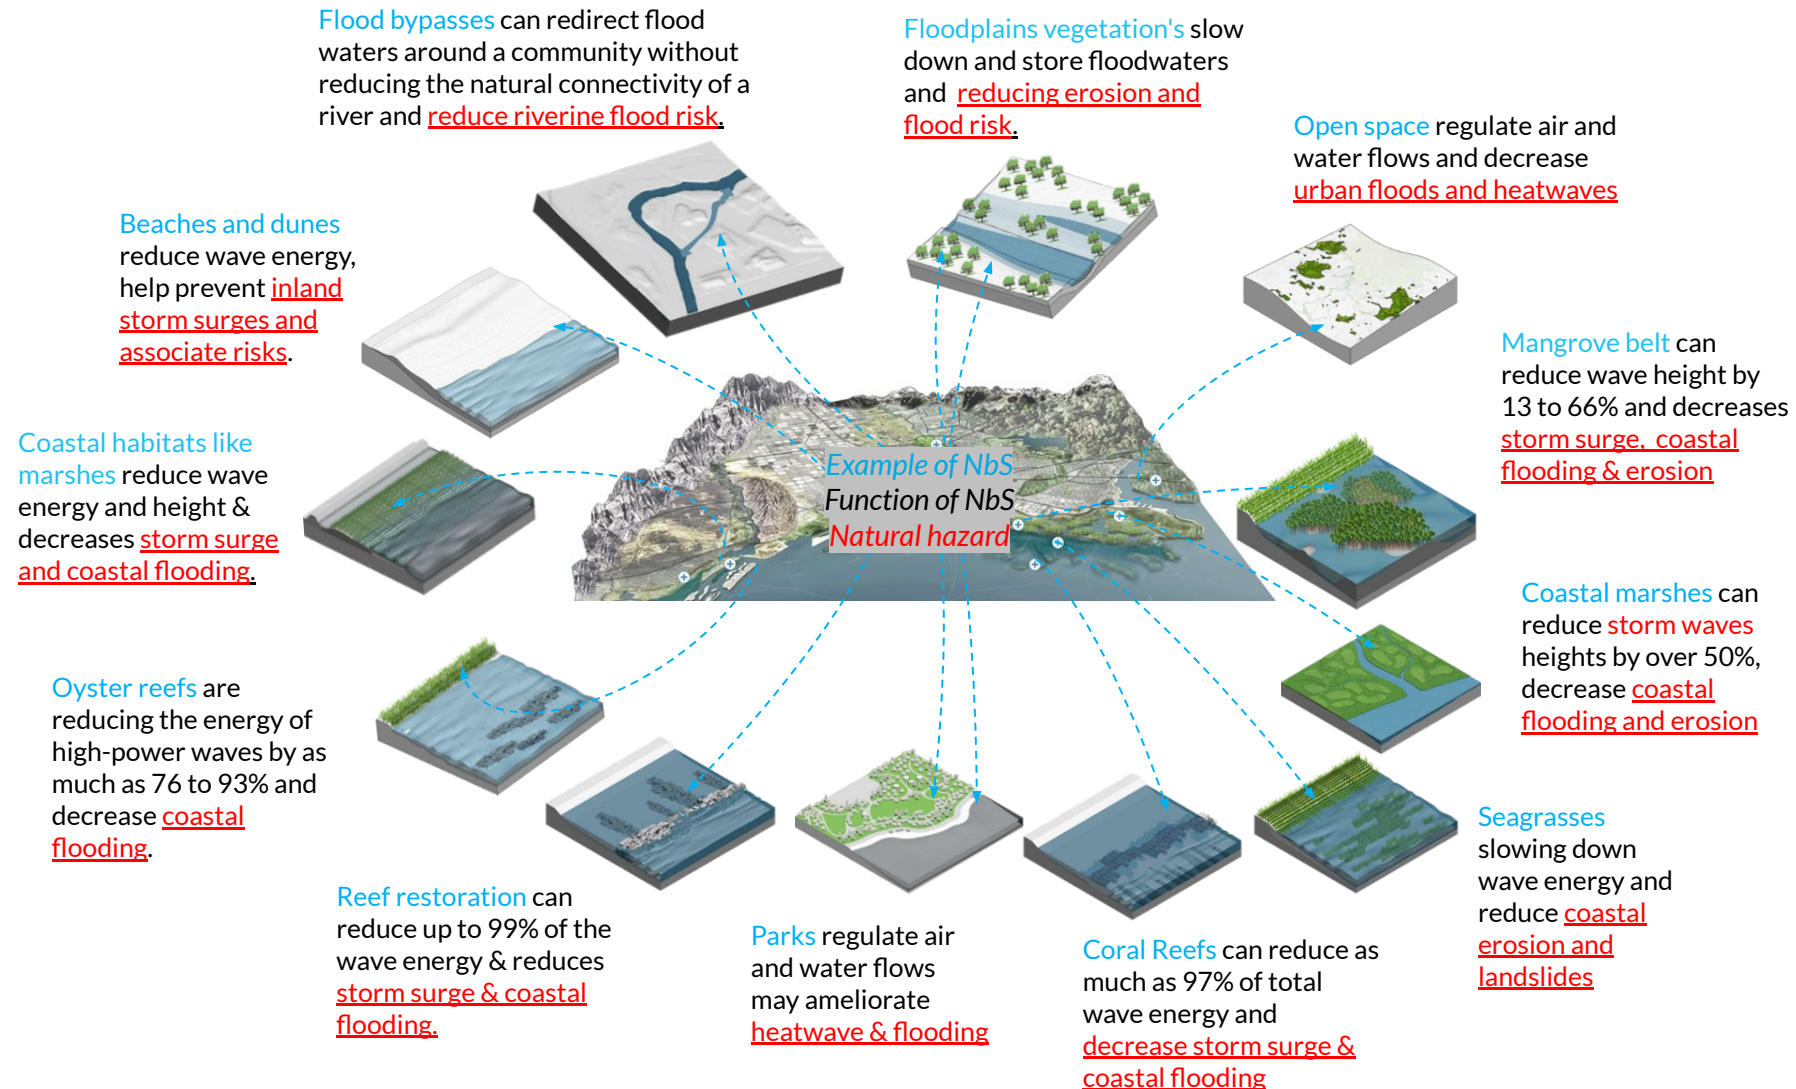 Flood bypasses can redirect flood
waters around a community without
reducing the natural connectivity of a
river and reduce riverine flood risk.
Floodplains vegetation's slow
down and store floodwaters
and reducing erosion and
flood risk.
Open space regulate air and
water flows and decrease
urban floods and heatwaves
Beaches and dunes
reduce wave energy,
help prevent inland
storm surges and
associate risks.
Mangrove belt can
reduce wave height by
13 to 66% and decreases
storm surge, coastal
flooding & erosion
Coastal habitats like
marshes reduce wave
energy and height &
decreases storm surge
and coastal flooding.
Example of NbS
Function of NbS
Natural hazard
Coastal marshes can
reduce storm waves
heights by over 50%,
decrease coastal
flooding and erosion
Oyster reefs are
reducing the energy of
high-power waves by as
much as 76 to 93% and
decrease coastal
flooding.
Seagrasses
slowing down
wave energy and
reduce coastal
erosion and
landslides
Reef restoration can
reduce up to 99% of the
wave energy & reduces
storm surge & coastal
flooding.
Parks regulate air
and water flows
may ameliorate
heatwave & flooding
Coral Reefs can reduce as
much as 97% of total
wave energy and
decrease storm surge &
coastal flooding